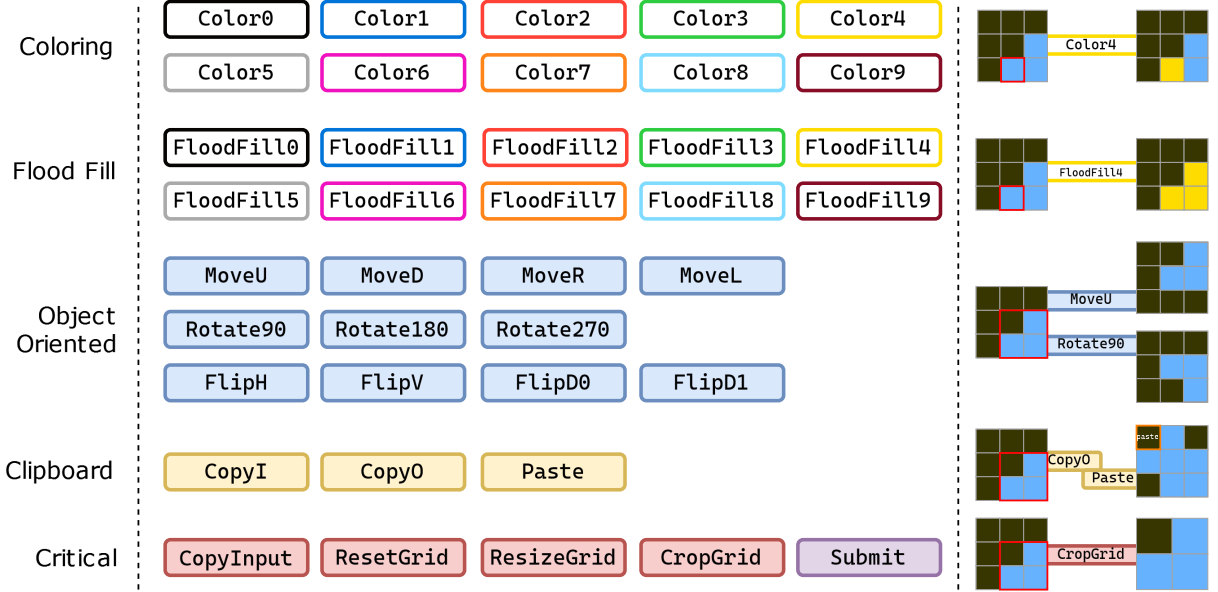 Coloring
Color0 Color1 Color2 Color3 Color4
Color5 Color6 Color7 Color8 Color9
Color4
Flood Fill
FloodFill0 FloodFill1 FloodFill2 FloodFill3 FloodFill4
FloodFill5 FloodFill6 FloodFill7 FloodFill8 FloodFill9
FloodFill4
Object
Oriented
MoveU MoveD MoveR MoveL
Rotate90 Rotate180 Rotate270
FlipH FlipV FlipD0 FlipD1
MoveU
Rotate90
Clipboard
CopyI CopyO Paste
CopyO
Paste
paste
Critical
CopyInput ResetGrid ResizeGrid CropGrid Submit
CropGrid